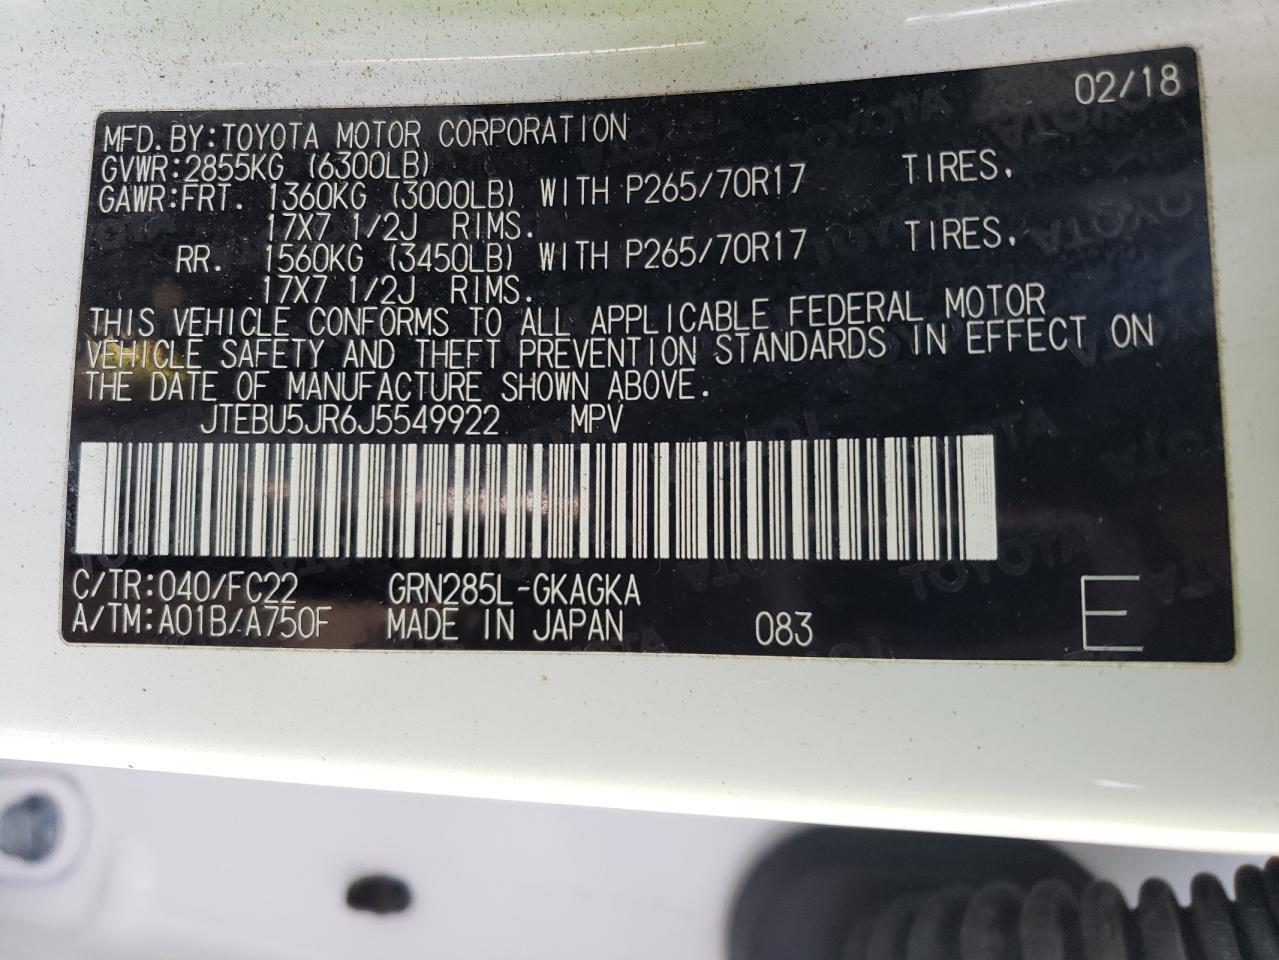 02/18
MFD.BY:TOYOTA MOTOR CORPORATION
GVWR:2855KG (6300LB)
GAWR:FRT. 1360KG (3000LB) WITH P265/70R17 TIRES.
17X7 1/2J RIMS.
RR. 1560KG (3450LB) WITH P265/70R17 TIRES.
17X7 1/2J RIMS.
THIS VEHICLE CONFORMS TO ALL APPLICABLE FEDERAL MOTOR
VEHICLE SAFETY AND THEFT PREVENTION STANDARDS IN EFFECT ON
THE DATE OF MANUFACTURE SHOWN ABOVE.
JTEBU5JR6J5549922 MPV
C/TR:040/FC22 GRN285L-GKAGKA
A/TM:A01B/A750F MADE IN JAPAN 083 E